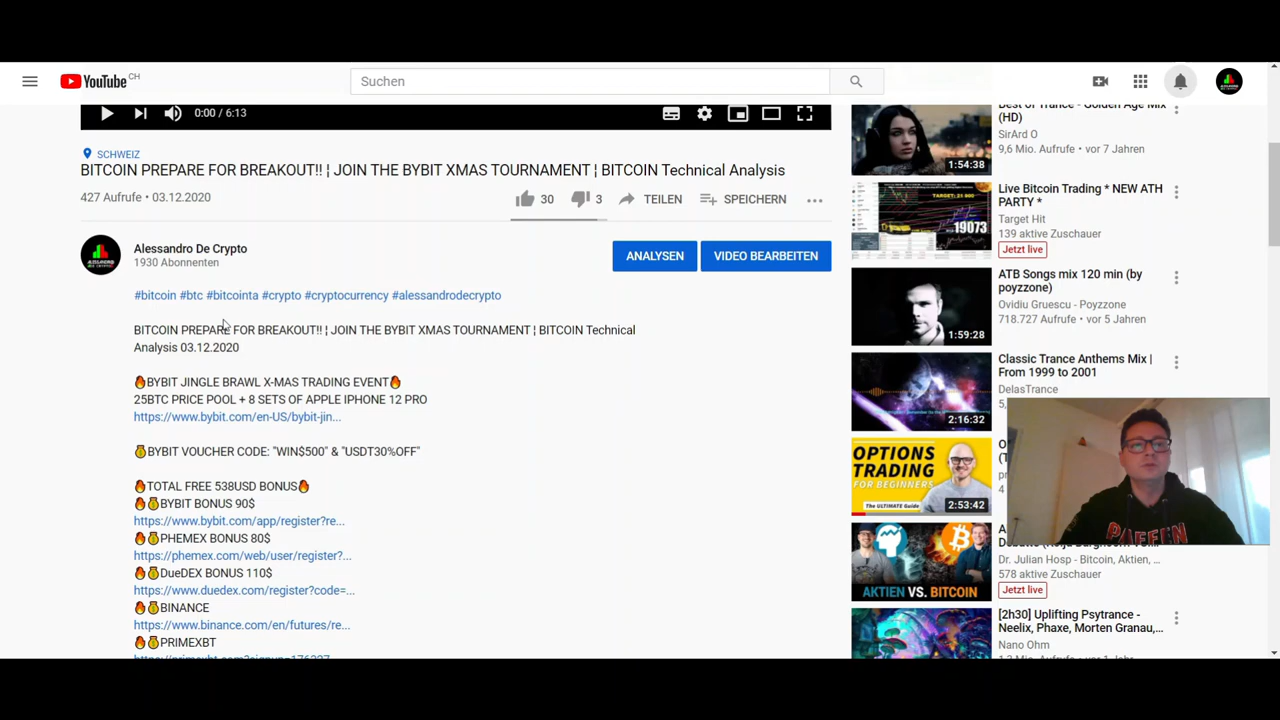 YouTube CH
Suchen
0:00 / 6:13
SCHWEIZ
BITCOIN PREPARE FOR BREAKOUT!! ¦ JOIN THE BYBIT XMAS TOURNAMENT ¦ BITCOIN Technical Analysis
427 Aufrufe • 03.12.2020
30
3
TEILEN
SPEICHERN
Alessandro De Crypto
1930 Abonnenten
ANALYSEN
VIDEO BEARBEITEN
#bitcoin #btc #bitcointa #crypto #cryptocurrency #alessandrodecrypto
BITCOIN PREPARE FOR BREAKOUT!! ¦ JOIN THE BYBIT XMAS TOURNAMENT ¦ BITCOIN Technical
Analysis 03.12.2020
🔥BYBIT JINGLE BRAWL X-MAS TRADING EVENT🔥
25BTC PRICE POOL + 8 SETS OF APPLE IPHONE 12 PRO
https://www.bybit.com/en-US/bybit-jin...
💰BYBIT VOUCHER CODE: "WIN$500" & "USDT30%OFF"
🔥TOTAL FREE 538USD BONUS🔥
🔥💰BYBIT BONUS 90$
https://www.bybit.com/app/register?re...
🔥💰PHEMEX BONUS 80$
https://phemex.com/web/user/register?...
🔥💰DueDEX BONUS 110$
https://www.duedex.com/register?code=...
🔥💰BINANCE
https://www.binance.com/en/futures/re...
🔥💰PRIMEXBT
Best of Trance - Golden Age Mix
(HD)
SirArd O
9,6 Mio. Aufrufe • vor 7 Jahren
1:54:38
Live Bitcoin Trading * NEW ATH
PARTY *
Target Hit
139 aktive Zuschauer
Jetzt live
TARGET: 31 800
19073
ATB Songs mix 120 min (by
poyzzone)
Ovidiu Gruescu - Poyzzone
718.727 Aufrufe • vor 5 Jahren
1:59:28
Classic Trance Anthems Mix |
From 1999 to 2001
DelasTrance
2:16:32
OPTIONS
TRADING
FOR BEGINNERS
The ULTIMATE Guide
2:53:42
AKTIEN VS. BITCOIN
Dr. Julian Hosp - Bitcoin, Aktien, ...
578 aktive Zuschauer
Jetzt live
[2h30] Uplifting Psytrance -
Neelix, Phaxe, Morten Granau,...
Nano Ohm